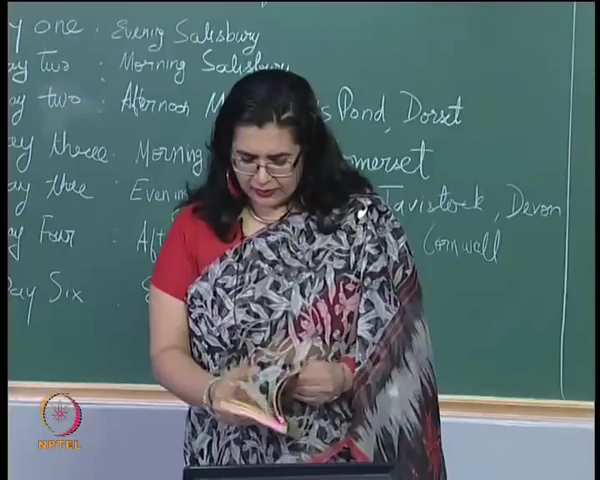 y one : Evening Salisbury
ay Two : Morning Salisbury
ay two : Afternoon M s Pond, Dorset
ay three : Morning omerset
ay three : Evenin Tavistock, Devon
ay Four : Aft Cornwall
Day Six :
NPTEL